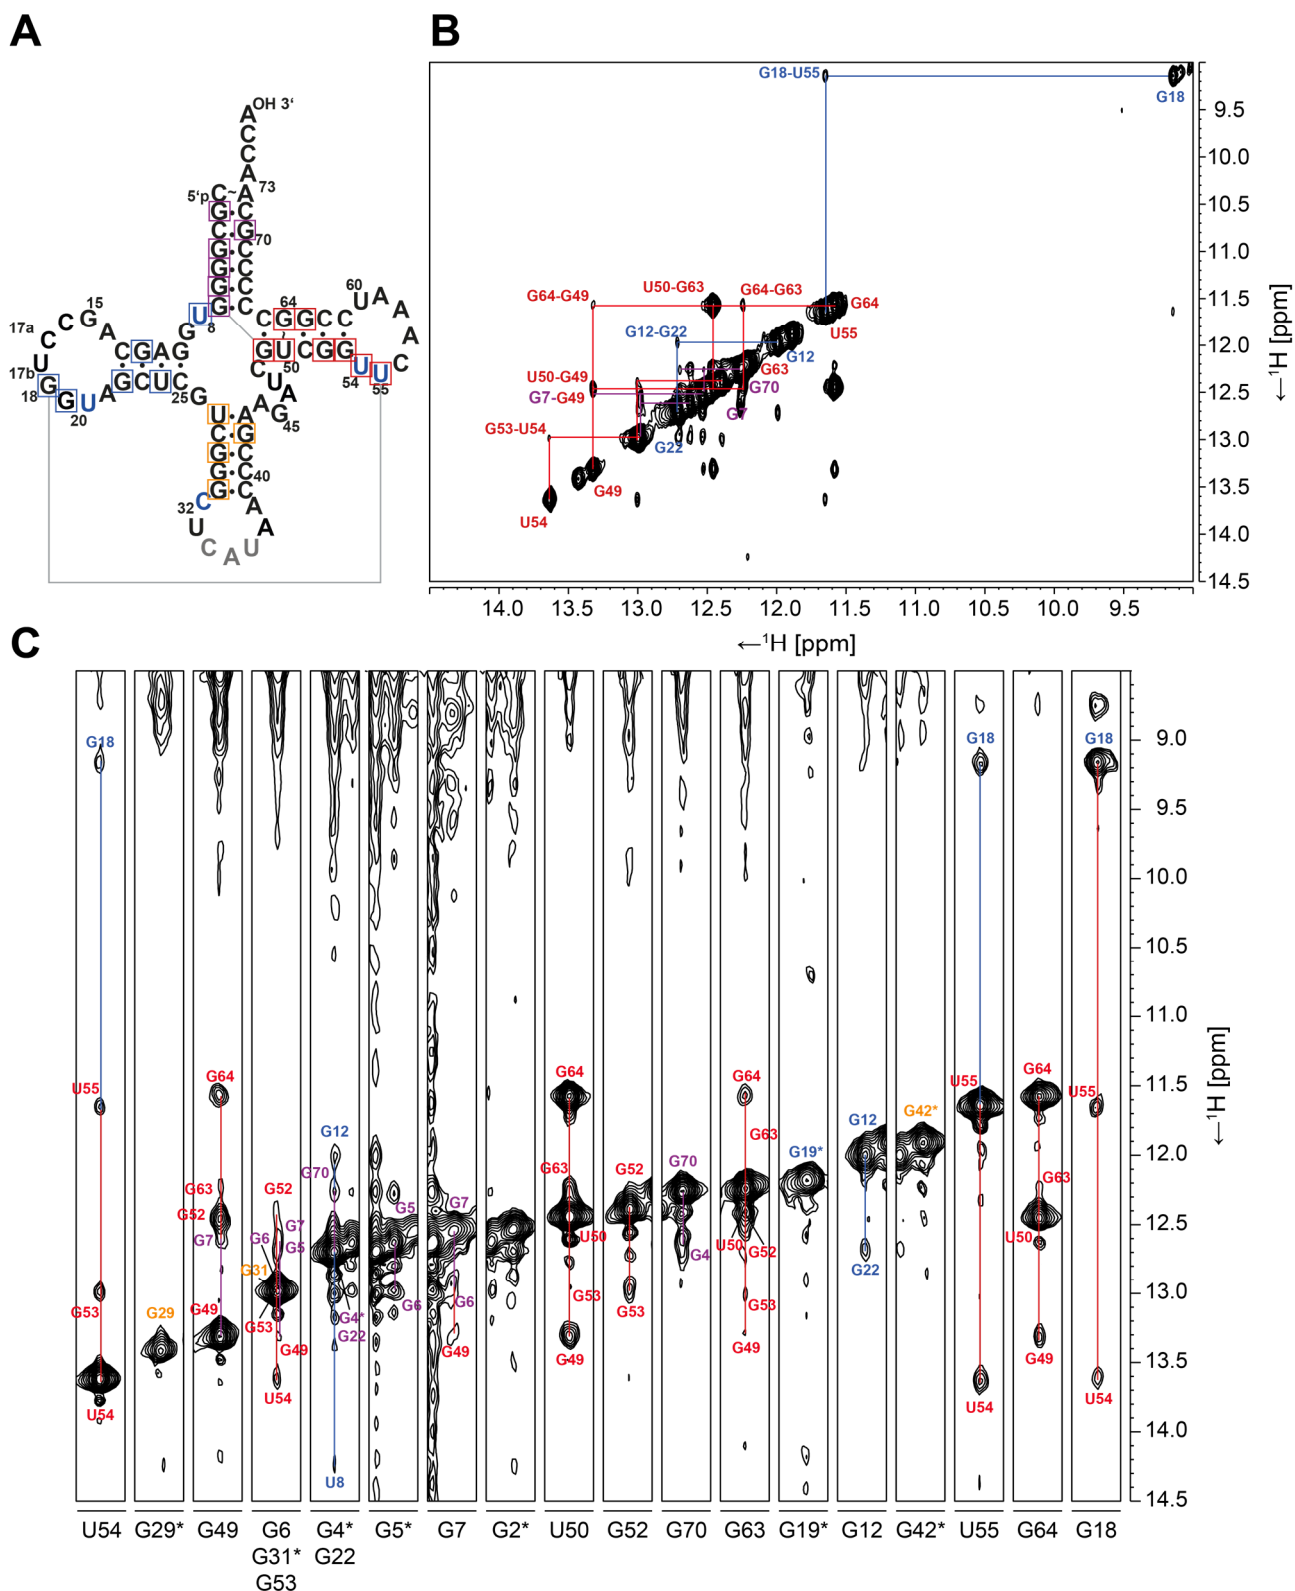 A
B
C
OH 3‘
A
C
C
A
5‘p
C
~
A
73
G
C
C
G
70
G
C
G
C
G
C
U
8
G
C
17a
15
C
C
G
A
G
U
17b
18
G
G
20
U
A
C
G
A
G
G
C
U
C
25
G
C
64
G
G
C
C
60
U
A
A
A
C
G
U
50
C
G
G
U
54
U
55
C
U
A
A
A
G
45
U
A
C
G
U
C
G
C
40
G
C
32
C
A
U
A
C
A
U
G18-U55
G18
G64-G49
U50-G63
G64-G63
G64
U55
G12-G22
G12
G63
U50-G49
G70
G7-G49
G7
G53-U54
G22
G49
U54
9.5
10.0
10.5
11.0
11.5
12.0
12.5
13.0
13.5
14.0
14.5
←¹H [ppm]
14.0 13.5 13.0 12.5 12.0 11.5 11.0 10.5 10.0 9.5
←¹H [ppm]
G18
U55
G53
U54
G29
G64
G63
G52
G7
G49
G52
G7
G6
G5
G31
G53
G49
U54
G12
G70
G4*
G22
U8
G5
G6
G7
G6
G49
G64
G63
U50
G53
G49
G52
G53
G70
G4
G64
G63
U50
G52
G53
G49
G19*
G12
G22
G42*
G18
U55
U54
G64
G63
U50
G49
G18
U55
U54
9.0
9.5
10.0
10.5
11.0
11.5
12.0
12.5
13.0
13.5
14.0
14.5
←¹H [ppm]
U54 G29* G49 G6 G4* G5* G7 G2* U50 G52 G70 G63 G19* G12 G42* U55 G64 G18
G31* G22
G53